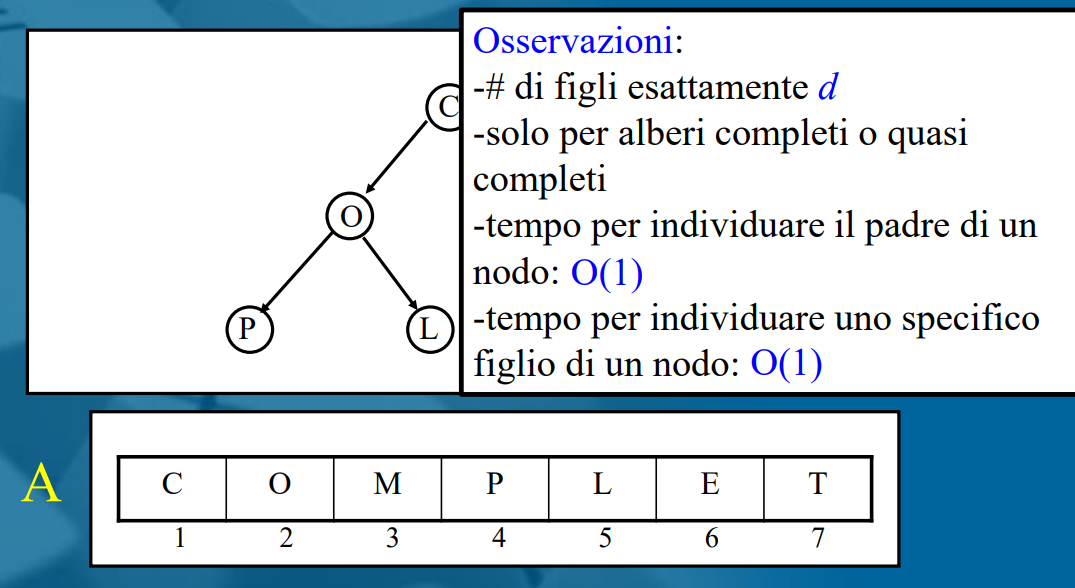 Osservazioni:
-# di figli esattamente d
-solo per alberi completi o quasi
completi
-tempo per individuare il padre di un
nodo: O(1)
-tempo per individuare uno specifico
figlio di un nodo: O(1)
C
O
P L
A
C O M P L E T
1 2 3 4 5 6 7